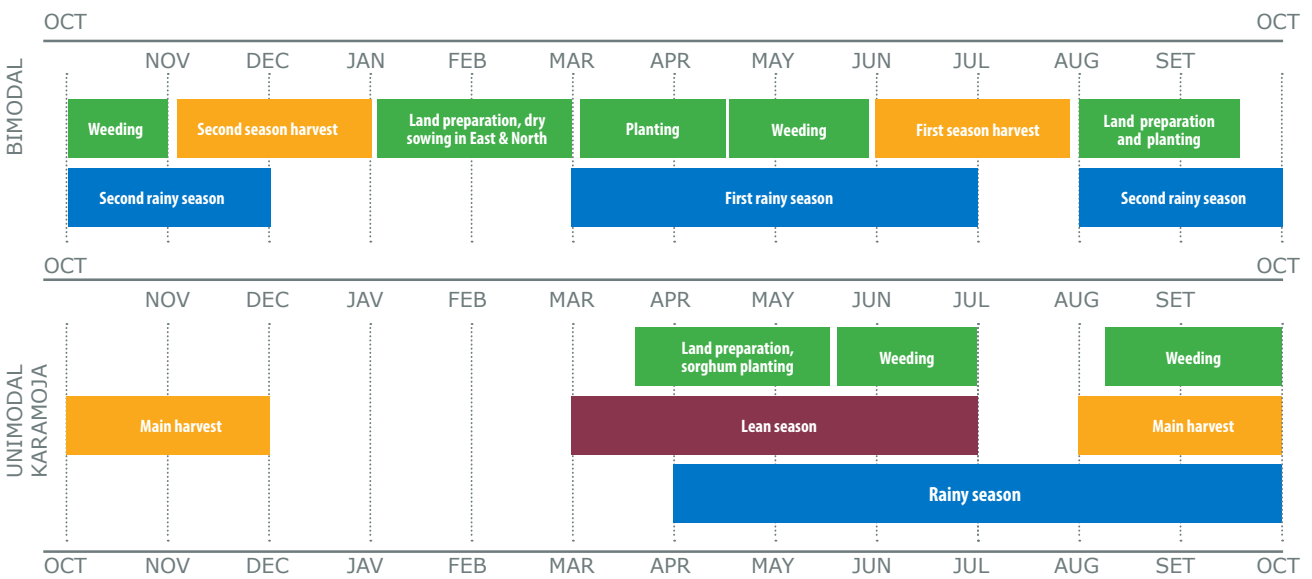 OCT OCT
NOV DEC JAN FEB MAR APR MAY JUN JUL AUG SET
BIMODAL
Weeding
Second season harvest
Land preparation, dry
sowing in East & North
Planting
Weeding
First season harvest
Land preparation
and planting
Second rainy season
First rainy season
Second rainy season
OCT OCT
NOV DEC JAV FEB MAR APR MAY JUN JUL AUG SET
UNIMODAL
KARAMOJA
Land preparation,
sorghum planting
Weeding
Weeding
Main harvest
Lean season
Main harvest
Rainy season
OCT NOV DEC JAV FEB MAR APR MAY JUN JUL AUG SET OCT